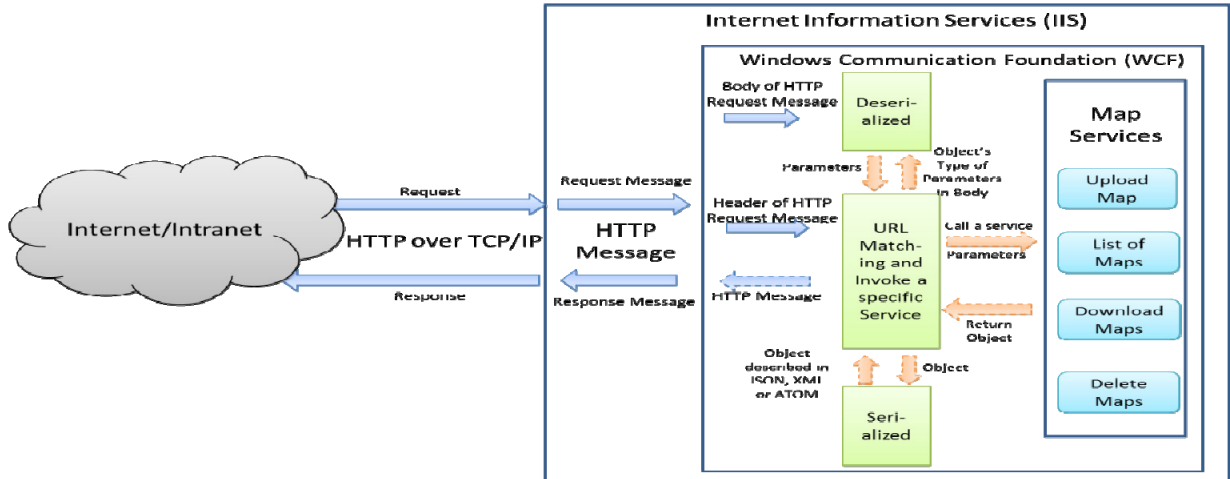 Internet Information Services (IIS)
Windows Communication Foundation (WCF)
Body of HTTP
Request Message
Deseri-
alized
Map
Services
Parameters
Object's
Type of
Parameters
in Body
Request
Request Message
Header of HTTP
Request Message
Upload
Map
Internet/Intranet
HTTP over TCP/IP
HTTP
Message
URL
Match-
ing and
Invoke a
specific
Service
Call a service
Parameters
List of
Maps
Response
Response Message
HTTP Message
Return
Object
Download
Maps
Object
described in
JSON, XML
or ATOM
Object
Delete
Maps
Seri-
alized